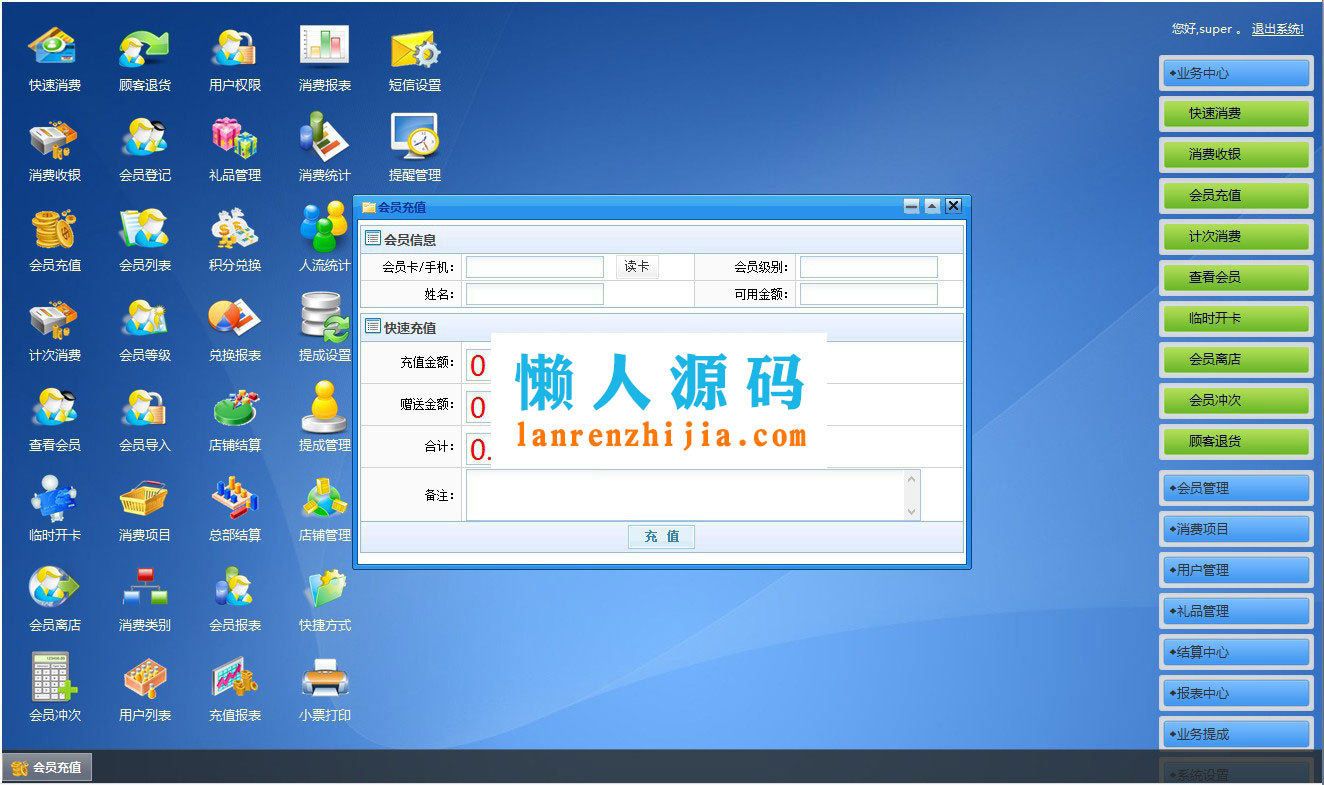 您好,super 。 退出系统!
快速消费 顾客退货 用户权限 消费报表 短信设置
消费收银 会员登记 礼品管理 消费统计 提醒管理
会员充值 会员列表 积分兑换 人流统计
计次消费 会员等级 兑换报表 提成设置
查看会员 会员导入 店铺结算 提成管理
临时开卡 消费项目 总部结算 店铺管理
会员离店 消费类别 会员报表 快捷方式
会员冲次 用户列表 充值报表 小票打印
会员充值
会员信息
会员卡/手机: 读卡 会员级别:
姓名: 可用金额:
快速充值
充值金额: 0
赠送金额: 0
合计: 0.
备注:
充 值
懒人源码
lanrenzhijia.com
◆业务中心
快速消费
消费收银
会员充值
计次消费
查看会员
临时开卡
会员离店
会员冲次
顾客退货
◆会员管理
◆消费项目
◆用户管理
◆礼品管理
◆结算中心
◆报表中心
◆业务提成
◆系统设置
会员充值